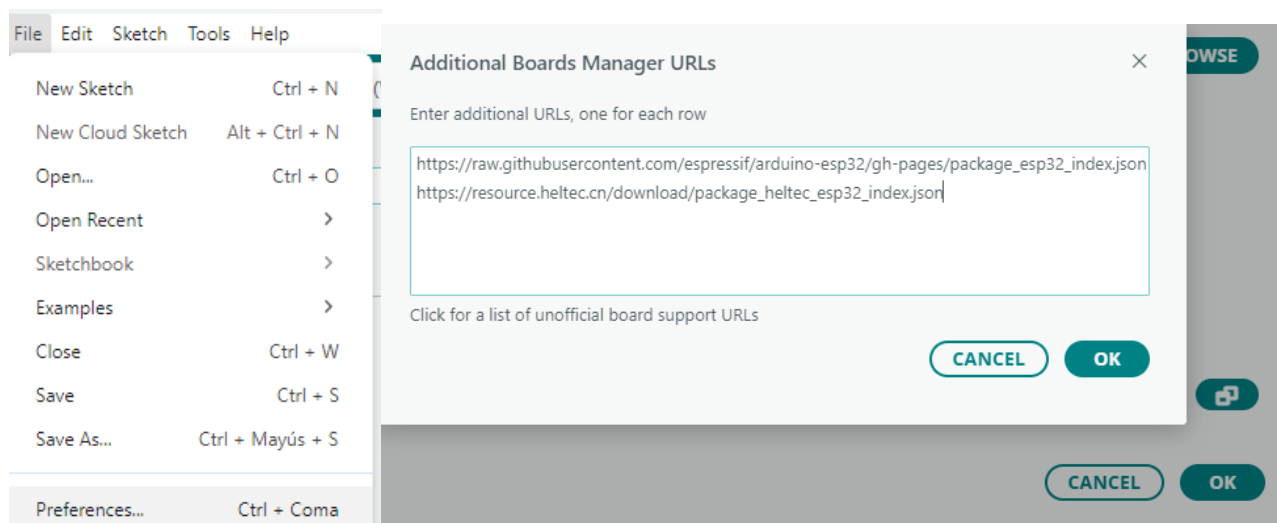 File Edit Sketch Tools Help
New Sketch Ctrl + N
New Cloud Sketch Alt + Ctrl + N
Open... Ctrl + O
Open Recent
Sketchbook
Examples
Close Ctrl + W
Save Ctrl + S
Save As... Ctrl + Mayús + S
Preferences... Ctrl + Coma
Additional Boards Manager URLs
Enter additional URLs, one for each row
https://raw.githubusercontent.com/espressif/arduino-esp32/gh-pages/package_esp32_index.json
https://resource.heltec.cn/download/package_heltec_esp32_index.json
Click for a list of unofficial board support URLs
CANCEL OK
OWSE
CANCEL OK